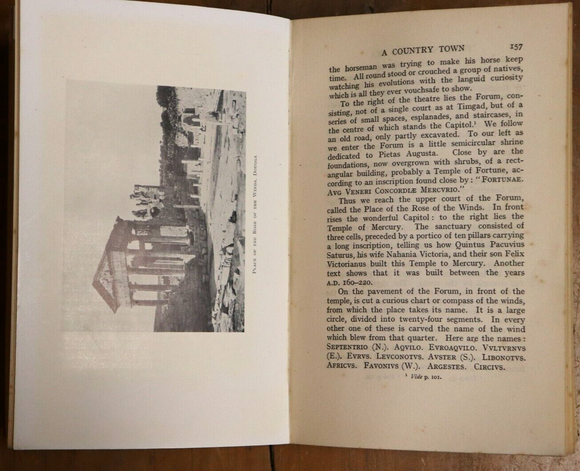 PLACE OF THE ROSE OF THE WINDS, DOUGGA
A COUNTRY TOWN 157
the horseman was trying to make his horse keep
time. All round stood or crouched a group of natives,
watching his evolutions with the languid curiosity
which is all they ever vouchsafe to show.
To the right of the theatre lies the Forum, con-
sisting, not of a single court as at Timgad, but of a
series of small spaces, esplanades, and staircases, in
the centre of which stands the Capitol.¹ We follow
an old road, only partly excavated. To our left as
we enter the Forum is a little semicircular shrine
dedicated to Pietas Augusta. Close by are the
foundations, now overgrown with shrubs, of a rect-
angular building, probably a Temple of Fortune, ac-
cording to an inscription found close by: "FORTUNAE.
AVG VENERI CONCORDIÆ MERCVRIO."
Thus we reach the upper court of the Forum,
called the Place of the Rose of the Winds. In front
rises the wonderful Capitol: to the right lies the
Temple of Mercury. The sanctuary consisted of
three cells, preceded by a portico of ten pillars carrying
a long inscription, telling us how Quintus Pacuvius
Saturus, his wife Nahania Victoria, and their son Felix
Victorianus built this Temple to Mercury. Another
text shows that it was built between the years
A.D. 160-220.
On the pavement of the Forum, in front of the
temple, is cut a curious chart or compass of the winds,
from which the place takes its name. It is a large
circle, divided into twenty-four segments. In every
other one of these is carved the name of the wind
which blew from that quarter. Here are the names:
SEPTENTRIO (N.). AQVILO. EVROAQVILO. VVLTVRNVS
(E.). EVRVS. LEVCONOTVS. AVSTER (S.). LIBONOTVS.
AFRICVS. FAVONIVS (W.). ARGESTES. CIRCIVS.
¹ Vide p. 101.